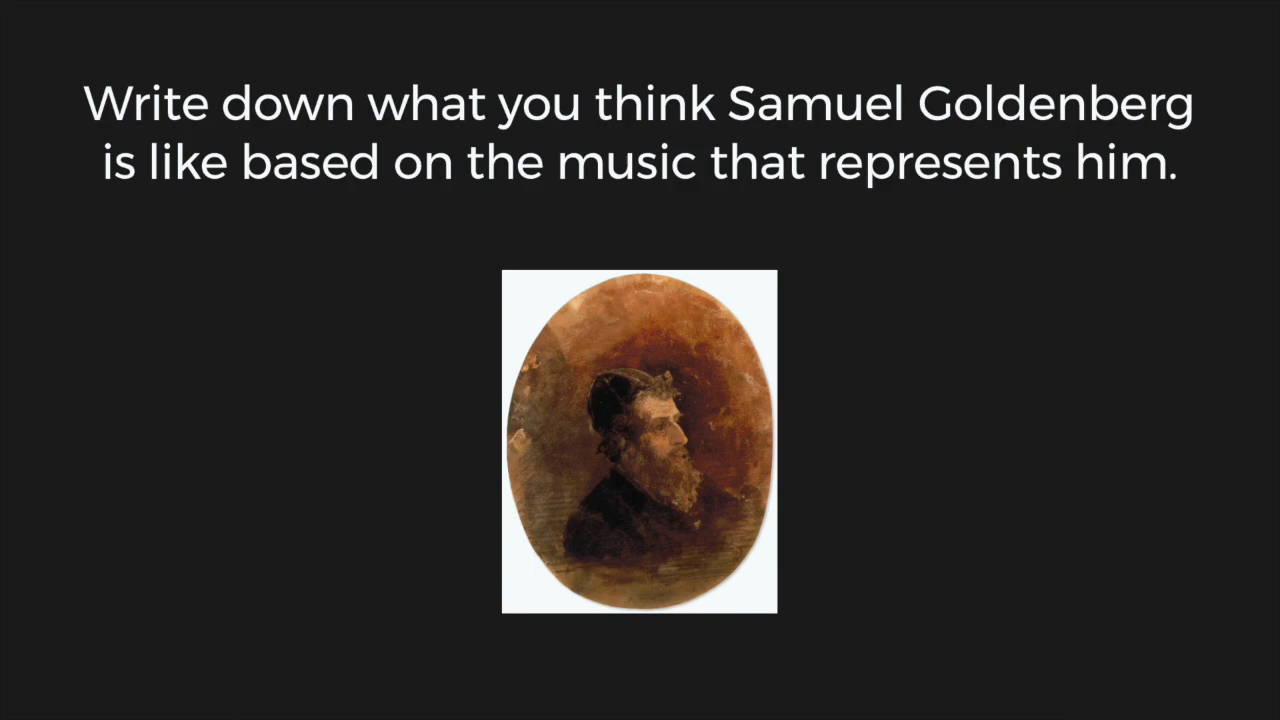 Write down what you think Samuel Goldenberg
is like based on the music that represents him.